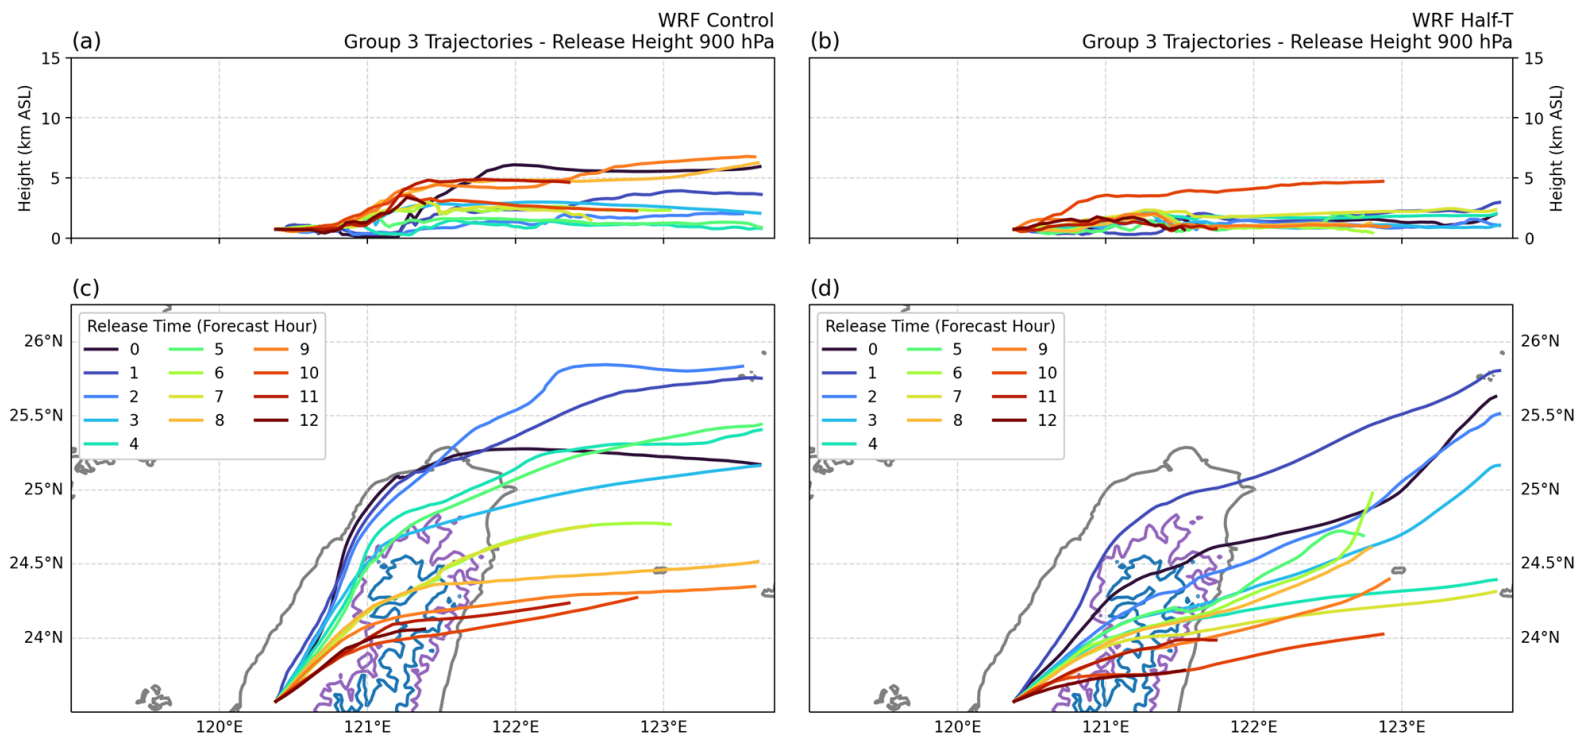 WRF Control
(a)
Group 3 Trajectories - Release Height 900 hPa
WRF Half-T
(b)
Group 3 Trajectories - Release Height 900 hPa
15
10
5
0
Height (km ASL)
15
10
5
0
Height (km ASL)
(c)
Release Time (Forecast Hour)
0 5 9
1 6 10
2 7 11
3 8 12
4
26°N
25.5°N
25°N
24.5°N
24°N
120°E 121°E 122°E 123°E
(d)
Release Time (Forecast Hour)
0 5 9
1 6 10
2 7 11
3 8 12
4
26°N
25.5°N
25°N
24.5°N
24°N
120°E 121°E 122°E 123°E